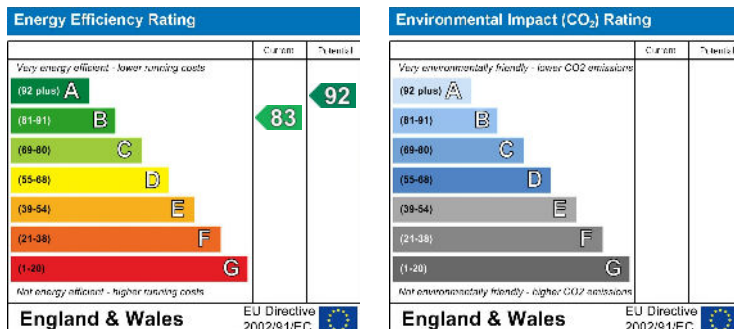 Energy Efficiency Rating
Current Potential
Very energy efficient - lower running costs
(92 plus) A
92
(81-91) B
83
(69-80) C
(55-68) D
(39-54) E
(21-38) F
(1-20) G
Not energy efficient - higher running costs
England & Wales
EU Directive
2002/91/EC
Environmental Impact (CO₂) Rating
Current Potential
Very environmentally friendly - lower CO2 emissions
(92 plus) A
(81-91) B
(69-80) C
(55-68) D
(39-54) E
(21-38) F
(1-20) G
Not environmentally friendly - higher CO2 emissions
England & Wales
EU Directive
2002/91/EC